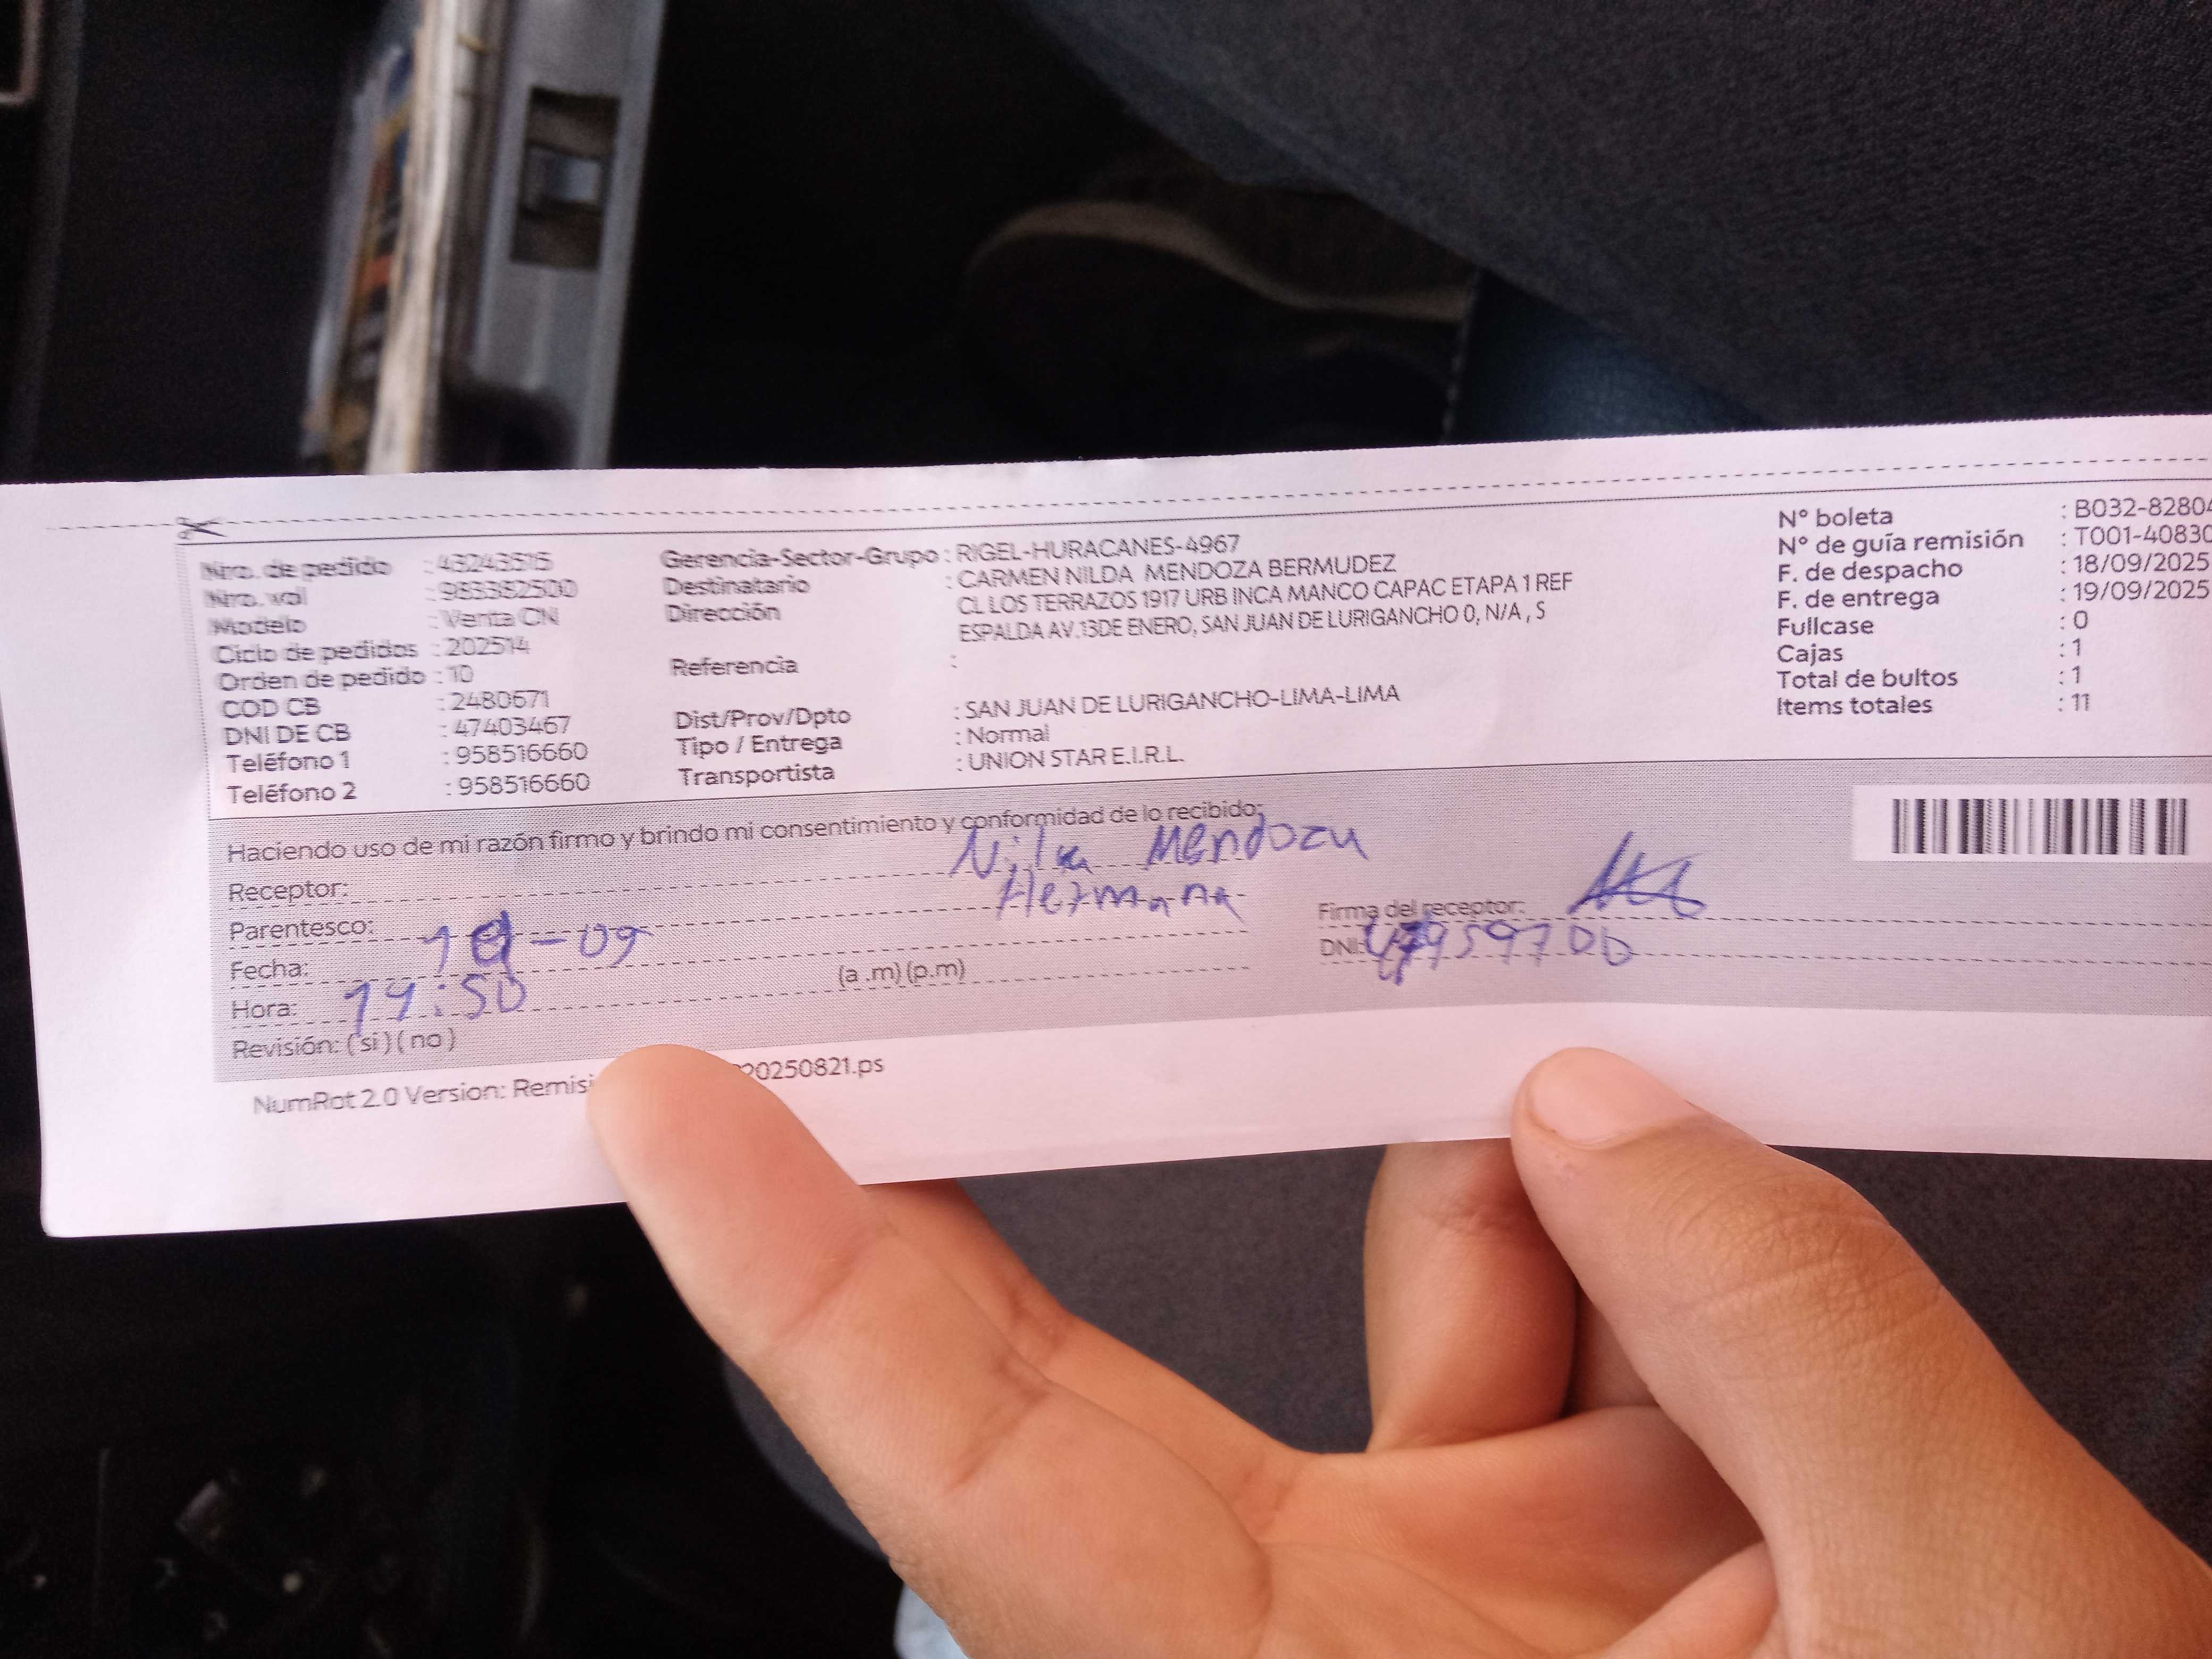 Nro. de pedido : 43243515
Nro. val : 983382500
Modelo : Venta CN
Ciclo de pedidos : 202514
Orden de pedido : 10
COD CB : 2480671
DNI DE CB : 47403467
Teléfono 1 : 958516660
Teléfono 2 : 958516660
Gerencia-Sector-Grupo : RIGEL-HURACANES-4967
Destinatario : CARMEN NILDA MENDOZA BERMUDEZ
Dirección CL LOS TERRAZOS 1917 URB INCA MANCO CAPAC ETAPA 1 REF
ESPALDA AV.13DE ENERO, SAN JUAN DE LURIGANCHO 0, N/A , S
Referencia :
Dist/Prov/Dpto : SAN JUAN DE LURIGANCHO-LIMA-LIMA
Tipo / Entrega : Normal
Transportista : UNION STAR E.I.R.L.
N° boleta : B032-82804
N° de guía remisión : T001-40830
F. de despacho : 18/09/2025
F. de entrega : 19/09/2025
Fullcase : 0
Cajas : 1
Total de bultos : 1
Items totales : 11
Haciendo uso de mi razón firmo y brindo mi consentimiento y conformidad de lo recibido:
Receptor: Nilda Mendoza
Parentesco: Hermana
Fecha: 19-09
Hora: 14:50 (a .m) (p.m)
Revisión: ( si ) ( no )
Firma del receptor:
DNI:
NumRot 2.0 Version: Remisi 20250821.ps